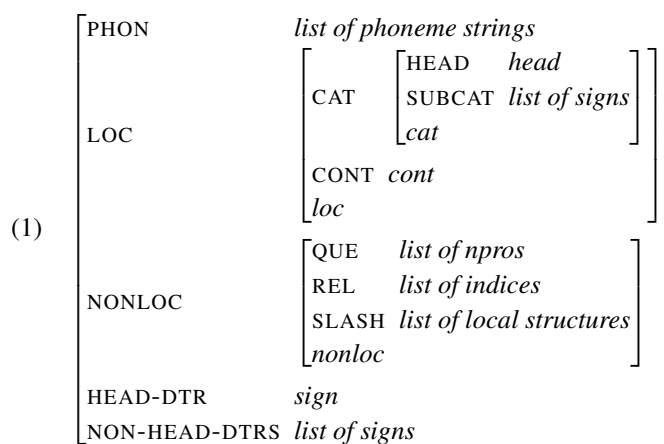 PHON list of phoneme strings
HEAD head
CAT SUBCAT list of signs
LOC cat
CONT cont
loc
(1)
QUE list of npros
REL list of indices
NONLOC SLASH list of local structures
nonloc
HEAD-DTR sign
NON-HEAD-DTRS list of signs